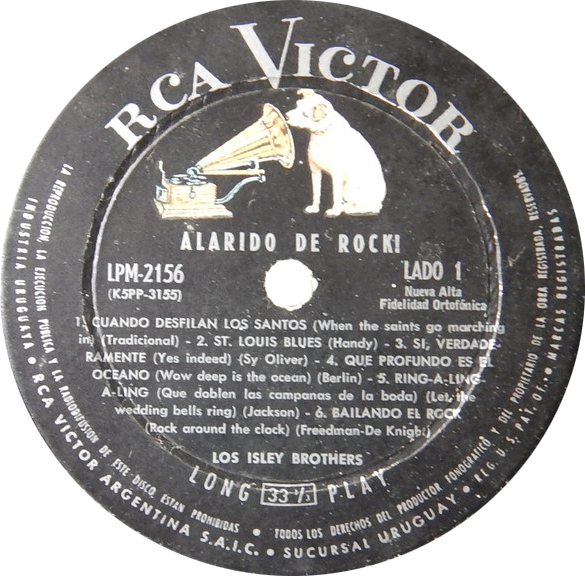 RCA VICTOR
ALARIDO DE ROCK!
LPM-2156
(K5PP-3155)
LADO 1
Nueva Alta
Fidelidad Ortofónica
1. CUANDO DESFILAN LOS SANTOS (When the saints go marching
in) (Tradicional) - 2. ST. LOUIS BLUES (Handy) - 3. SI, VERDADE-
RAMENTE (Yes indeed) (Sy Oliver) - 4. QUE PROFUNDO ES EL
OCEANO (Wow deep is the ocean) (Berlin) - 5. RING-A-LING-
A-LING (Que doblen las campanas de la boda) (Let the
wedding bells ring) (Jackson) - 6. BAILANDO EL ROCK
(Rock around the clock) (Freedman-De Knight)
LOS ISLEY BROTHERS
LONG 33 1/3 PLAY
LA REPRODUCCION, LA EJECUCION PUBLICA Y LA RADIODIFUSION DE ESTE DISCO, ESTAN PROHIBIDAS • TODOS LOS DERECHOS DEL PRODUCTOR FONOGRAFICO Y DEL PROPIETARIO DE LA OBRA REGISTRADA, RESERVADOS.
INDUSTRIA URUGUAYA • RCA VICTOR ARGENTINA S.A.I.C. • SUCURSAL URUGUAY • REG. U.S. PAT. OF. • MARCAS REGISTRADAS